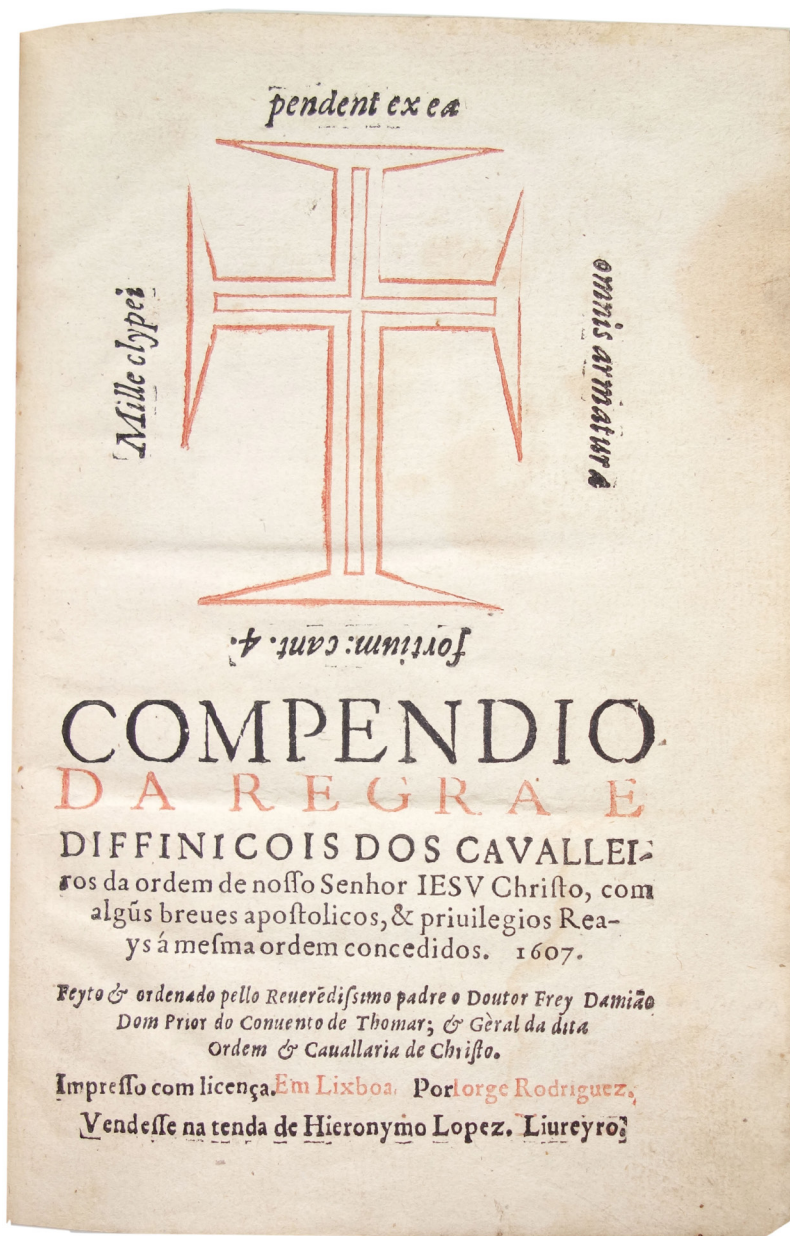 pendent ex ea
Mille clypei
omnis armatura
fortium: cant. 4.
COMPENDIO
DA REGRA E
DIFFINICOIS DOS CAVALLEI-
ros da ordem de noſſo Senhor IESV Chriſto, com
algũs breues apoſtolicos, & priuilegios Rea-
ys á meſma ordem concedidos. 1607.
Feyto & ordenado pello Reuerẽdiſsimo padre o Doutor Frey Damião
Dom Prior do Conuento de Thomar; & Gèral da dita
Ordem & Cauallaria de Chriſto.
Impreſſo com licença. Em Lixboa. Por Iorge Rodriguez.
Vendeſſe na tenda de Hieronymo Lopez. Liureyro.